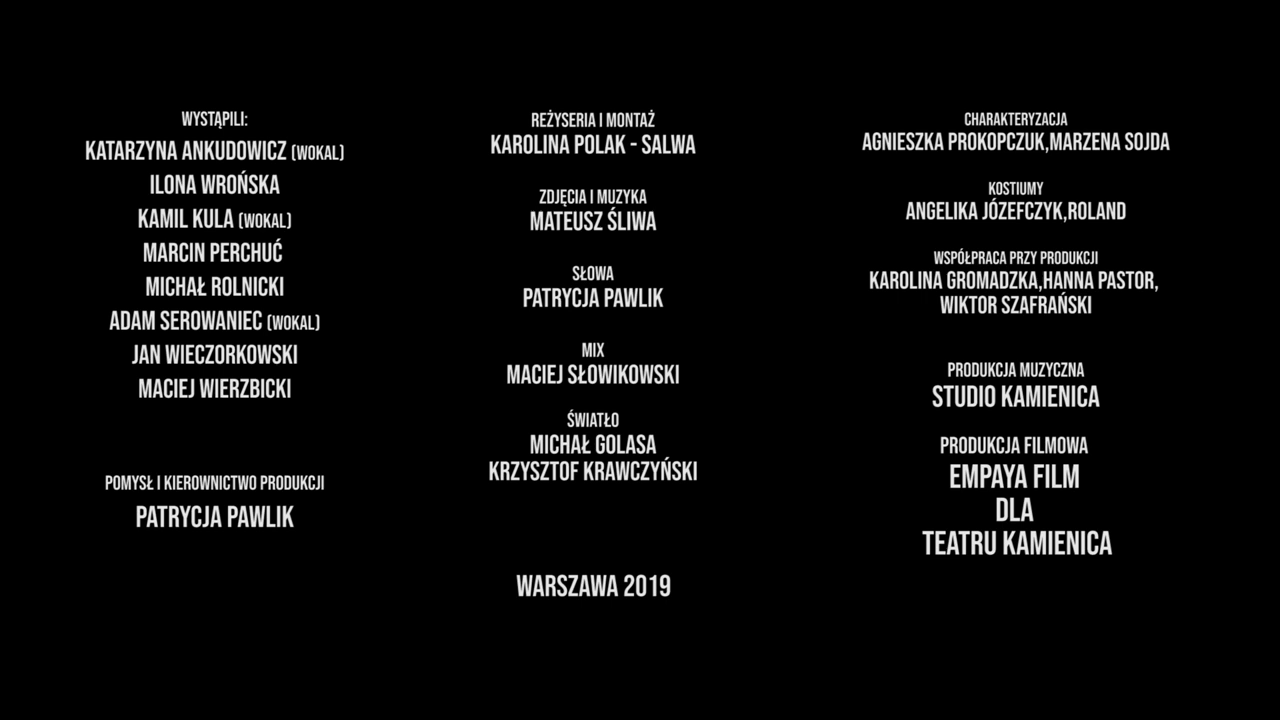 WYSTĄPILI:
KATARZYNA ANKUDOWICZ (WOKAL)
ILONA WROŃSKA
KAMIL KULA (WOKAL)
MARCIN PERCHUĆ
MICHAŁ ROLNICKI
ADAM SEROWANIEC (WOKAL)
JAN WIECZORKOWSKI
MACIEJ WIERZBICKI
POMYSŁ I KIEROWNICTWO PRODUKCJI
PATRYCJA PAWLIK
REŻYSERIA I MONTAŻ
KAROLINA POLAK - SALWA
ZDJĘCIA I MUZYKA
MATEUSZ ŚLIWA
SŁOWA
PATRYCJA PAWLIK
MIX
MACIEJ SŁOWIKOWSKI
ŚWIATŁO
MICHAŁ GOLASA
KRZYSZTOF KRAWCZYŃSKI
WARSZAWA 2019
CHARAKTERYZACJA
AGNIESZKA PROKOPCZUK,MARZENA SOJDA
KOSTIUMY
ANGELIKA JÓZEFCZYK,ROLAND
WSPÓŁPRACA PRZY PRODUKCJI
KAROLINA GROMADZKA,HANNA PASTOR,
WIKTOR SZAFRAŃSKI
PRODUKCJA MUZYCZNA
STUDIO KAMIENICA
PRODUKCJA FILMOWA
EMPAYA FILM
DLA
TEATRU KAMIENICA